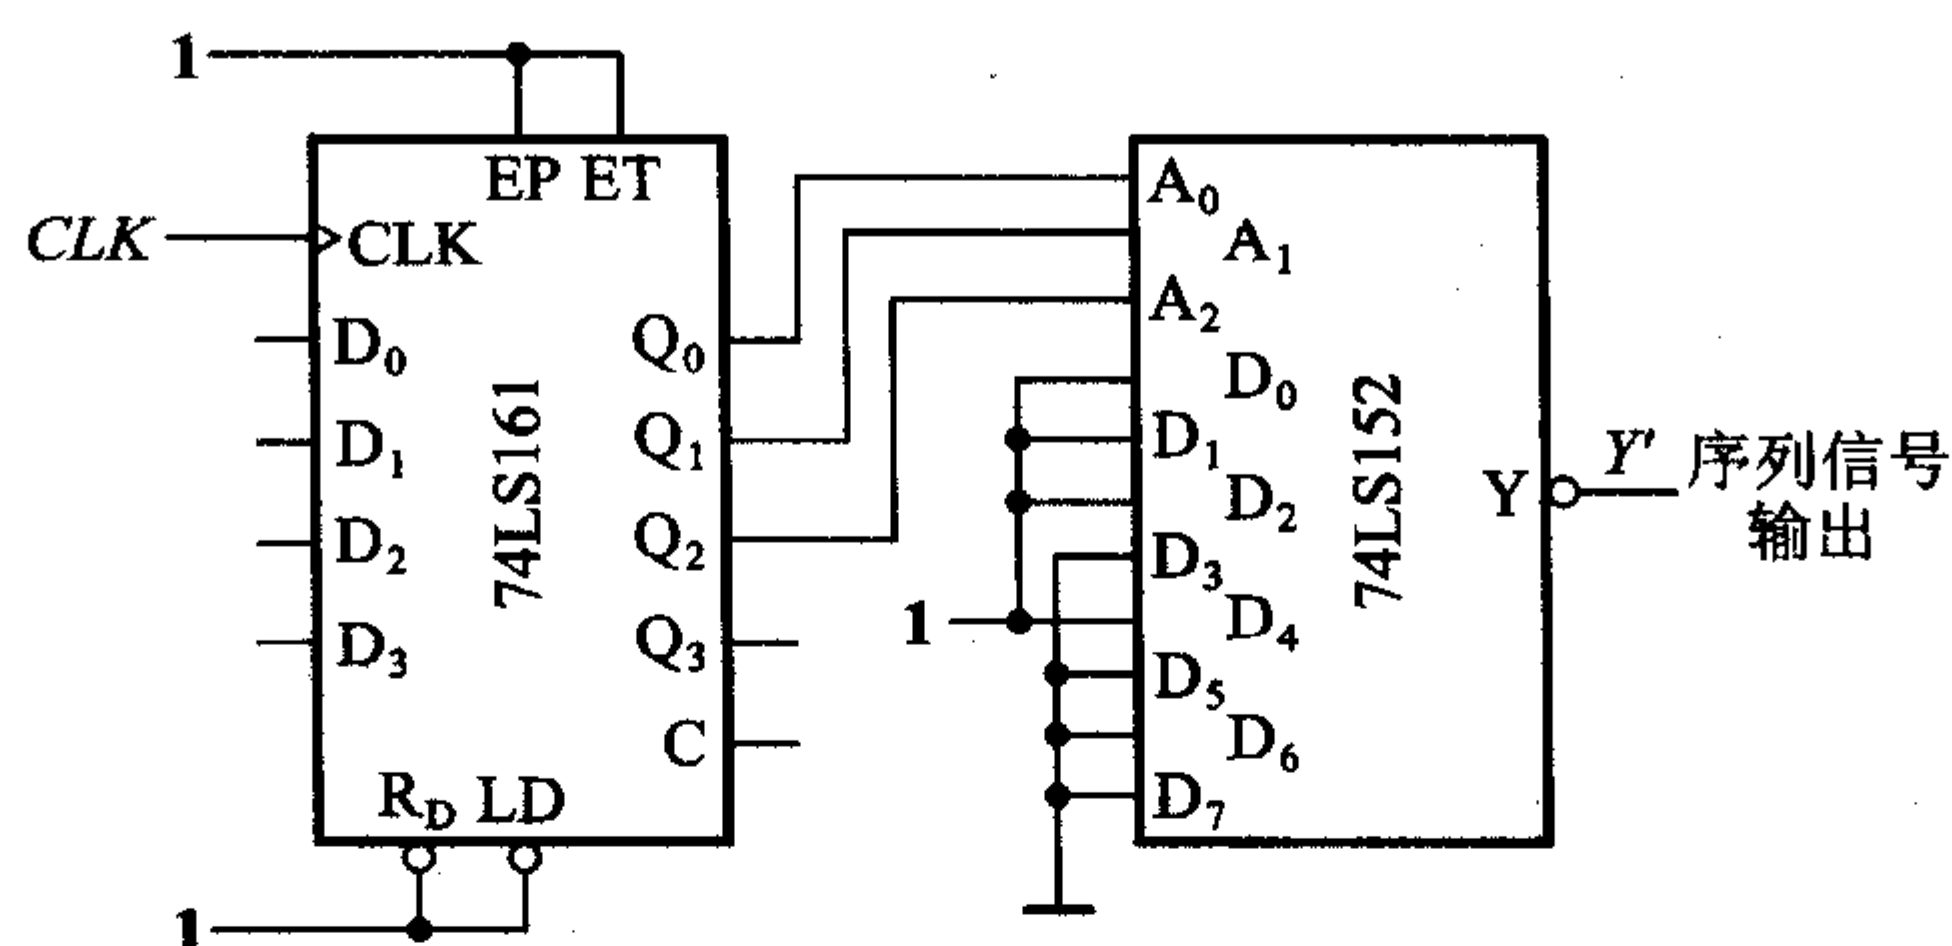 1
EP ET
CLK
CLK
D₀
D₁
D₂
D₃
74LS161
Q₀
Q₁
Q₂
Q₃
C
R_D LD
1
A₀
A₁
A₂
D₀
D₁
D₂
D₃
1
D₄
D₅
D₆
D₇
74LS152
Y
Y′
序列信号
输出